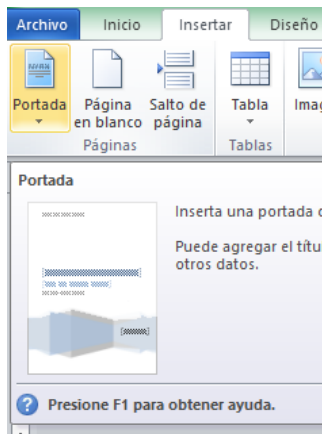 Archivo Inicio Insertar Diseño
Portada Página en blanco Salto de página Tabla Imag
Páginas Tablas
Portada
Inserta una portada c
Puede agregar el títu
otros datos.
Presione F1 para obtener ayuda.